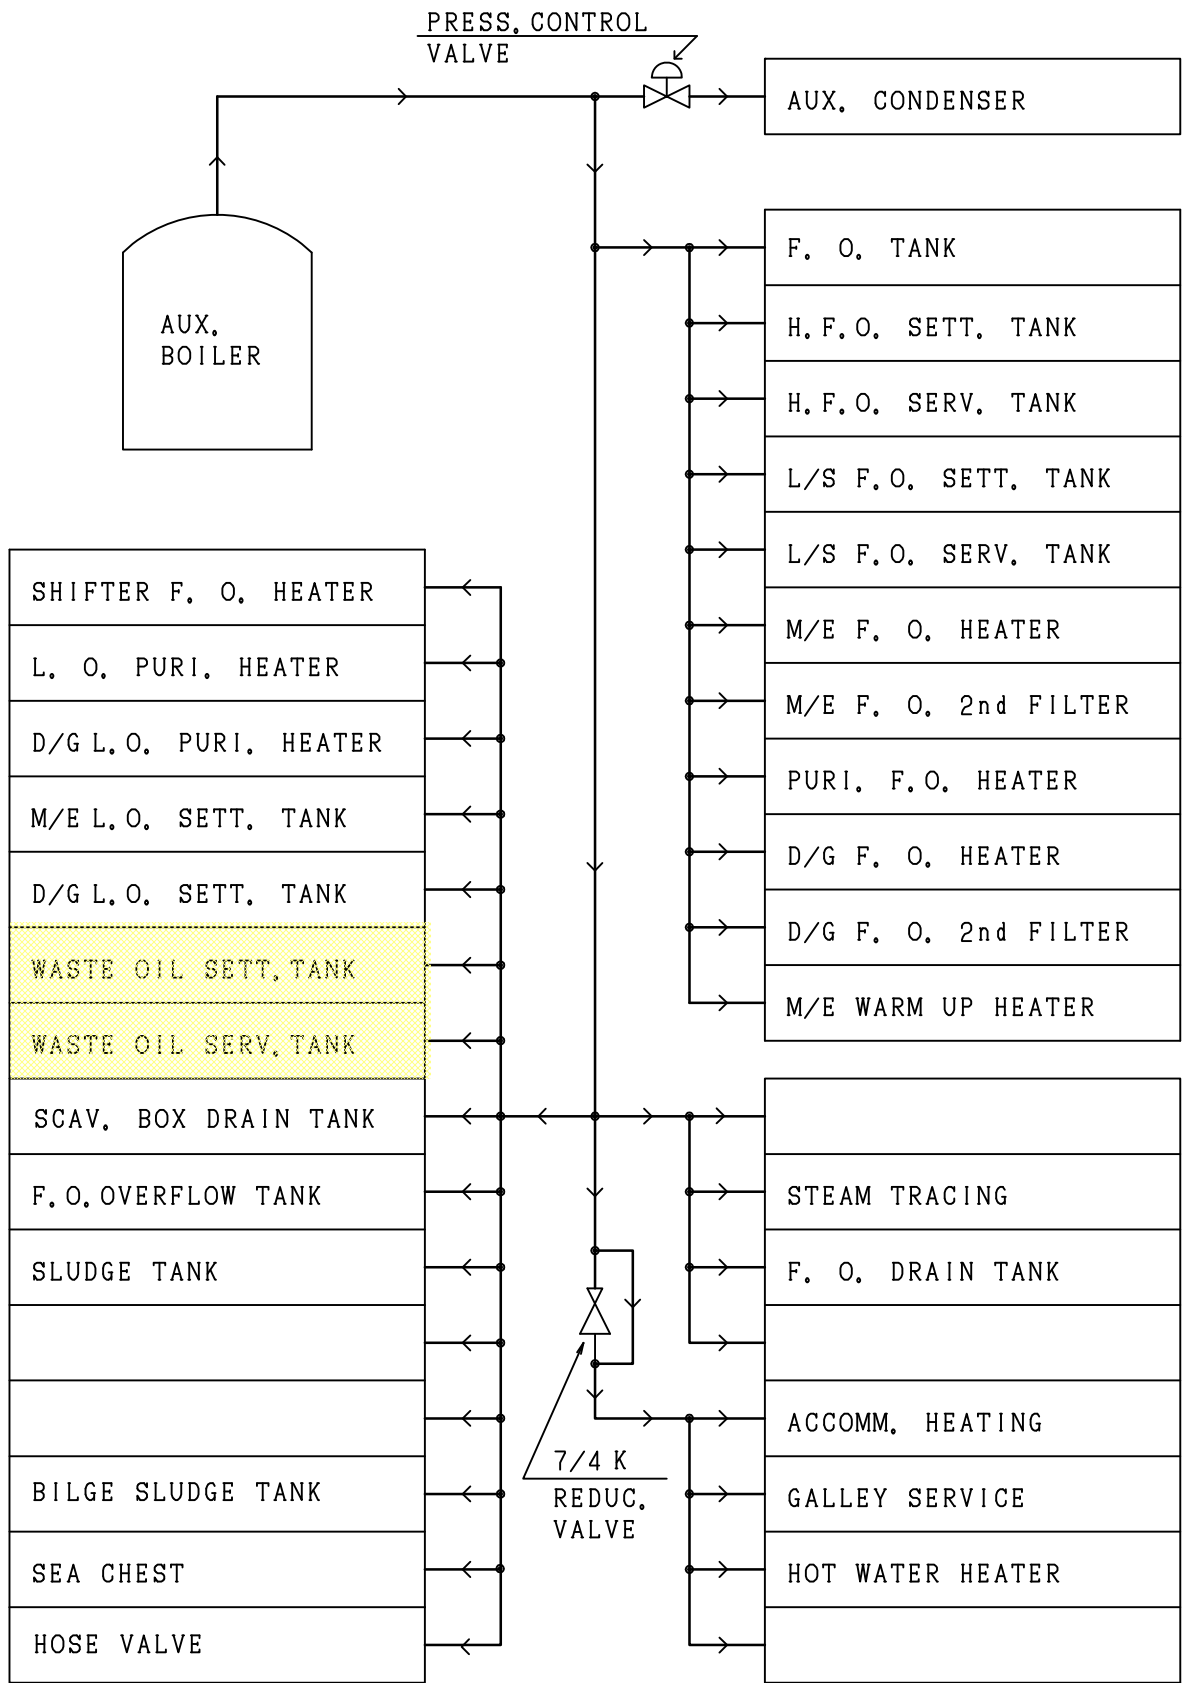 PRESS. CONTROL
VALVE
AUX. CONDENSER
AUX.
BOILER
F. O. TANK
H.F.O. SETT. TANK
H.F.O. SERV. TANK
L/S F.O. SETT. TANK
L/S F.O. SERV. TANK
M/E F. O. HEATER
M/E F. O. 2nd FILTER
PURI. F.O. HEATER
D/G F. O. HEATER
D/G F. O. 2nd FILTER
M/E WARM UP HEATER
SHIFTER F. O. HEATER
L. O. PURI. HEATER
D/G L.O. PURI. HEATER
M/E L.O. SETT. TANK
D/G L.O. SETT. TANK
WASTE OIL SETT. TANK
WASTE OIL SERV. TANK
SCAV. BOX DRAIN TANK
F.O.OVERFLOW TANK
SLUDGE TANK
BILGE SLUDGE TANK
SEA CHEST
HOSE VALVE
7/4 K
REDUC.
VALVE
STEAM TRACING
F. O. DRAIN TANK
ACCOMM. HEATING
GALLEY SERVICE
HOT WATER HEATER